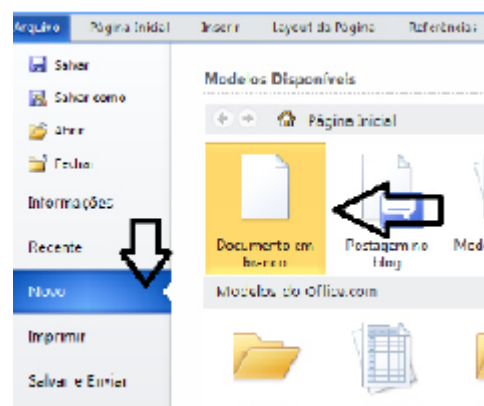 Arquivo Página Inicial Inserir Layout da Página Referências
Salvar
Salvar como
Abrir
Fechar
Informações
Recente
Novo
Imprimir
Salvar e Enviar
Modelos Disponíveis
Página Inicial
Documento em
branco
Postagem no
blog
Mode
Modelos do Office.com